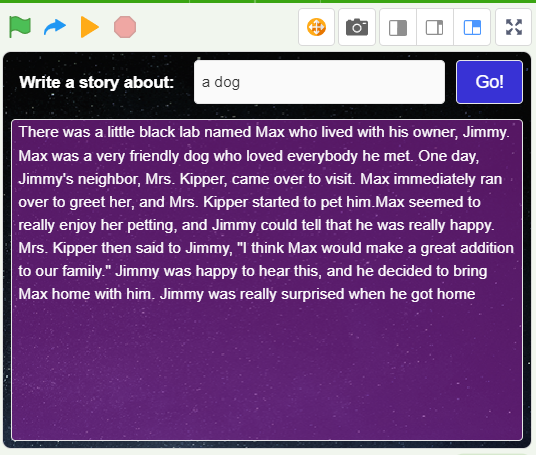 Write a story about:
a dog
Go!
There was a little black lab named Max who lived with his owner, Jimmy.
Max was a very friendly dog who loved everybody he met. One day,
Jimmy's neighbor, Mrs. Kipper, came over to visit. Max immediately ran
over to greet her, and Mrs. Kipper started to pet him.Max seemed to
really enjoy her petting, and Jimmy could tell that he was really happy.
Mrs. Kipper then said to Jimmy, "I think Max would make a great addition
to our family." Jimmy was happy to hear this, and he decided to bring
Max home with him. Jimmy was really surprised when he got home